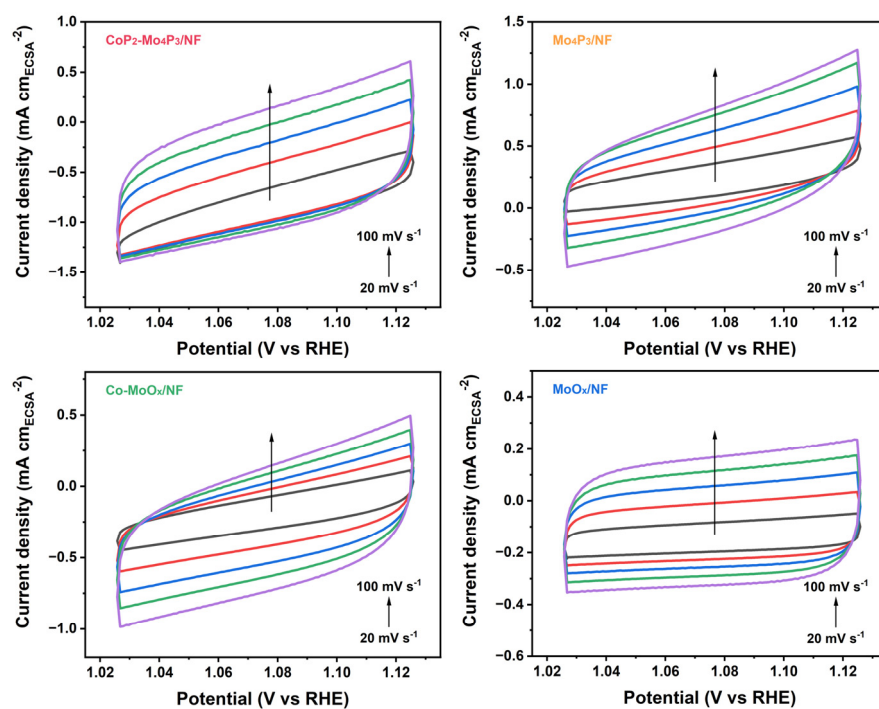 CoP₂-Mo₄P₃/NF
1.0
0.5
0.0
−0.5
−1.0
−1.5
Current density (mA cm_ECSA⁻²)
100 mV s⁻¹
20 mV s⁻¹
1.02 1.04 1.06 1.08 1.10 1.12
Potential (V vs RHE)
Mo₄P₃/NF
1.5
1.0
0.5
0.0
−0.5
Current density (mA cm_ECSA⁻²)
100 mV s⁻¹
20 mV s⁻¹
1.02 1.04 1.06 1.08 1.10 1.12
Potential (V vs RHE)
Co-MoOₓ/NF
0.5
0.0
−0.5
−1.0
Current density (mA cm_ECSA⁻²)
100 mV s⁻¹
20 mV s⁻¹
1.02 1.04 1.06 1.08 1.10 1.12
Potential (V vs RHE)
MoOₓ/NF
0.4
0.2
0.0
−0.2
−0.4
−0.6
Current density (mA cm_ECSA⁻²)
100 mV s⁻¹
20 mV s⁻¹
1.02 1.04 1.06 1.08 1.10 1.12
Potential (V vs RHE)